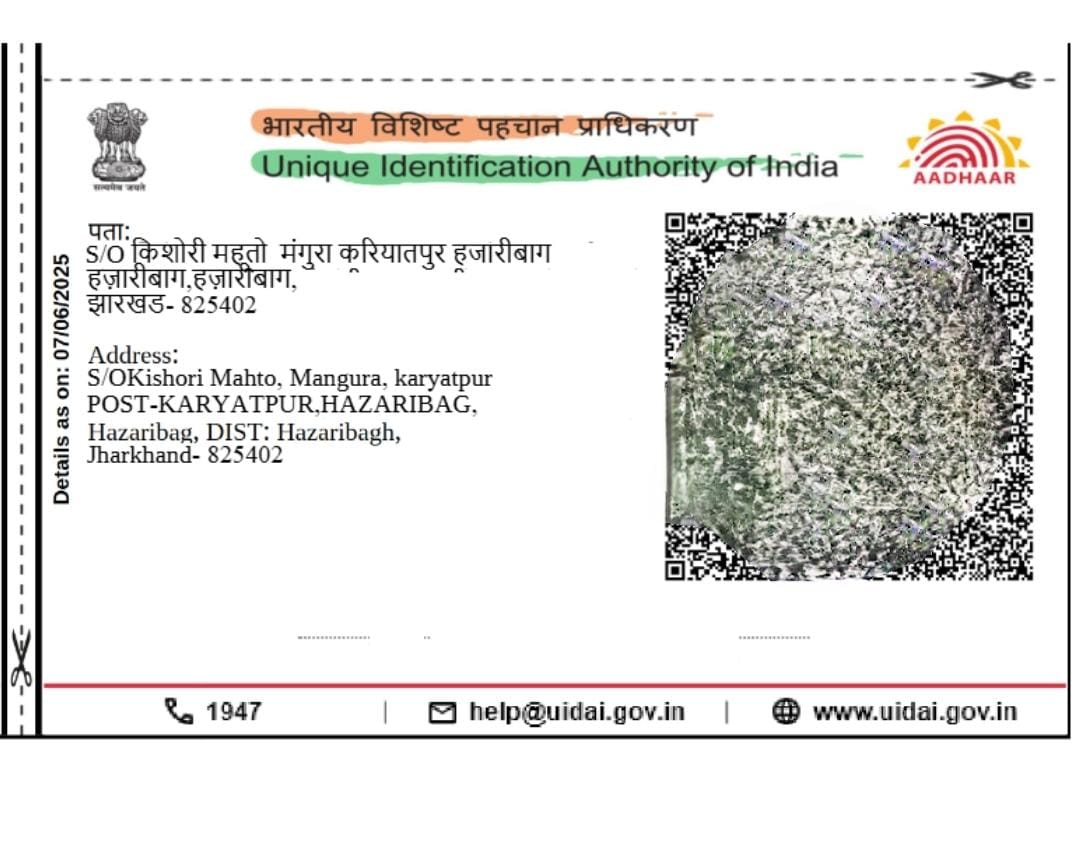 भारतीय विशिष्ट पहचान प्राधिकरण
Unique Identification Authority of India
सत्यमेव जयते
AADHAAR
Details as on: 07/06/2025
पता:
S/O किशोरी महतो मंगुरा करियातपुर हजारीबाग
हज़ारीबाग,हज़ारीबाग,
झारखड- 825402
Address:
S/OKishori Mahto, Mangura, karyatpur
POST-KARYATPUR,HAZARIBAG,
Hazaribag, DIST: Hazaribagh,
Jharkhand- 825402
1947 | help@uidai.gov.in | www.uidai.gov.in